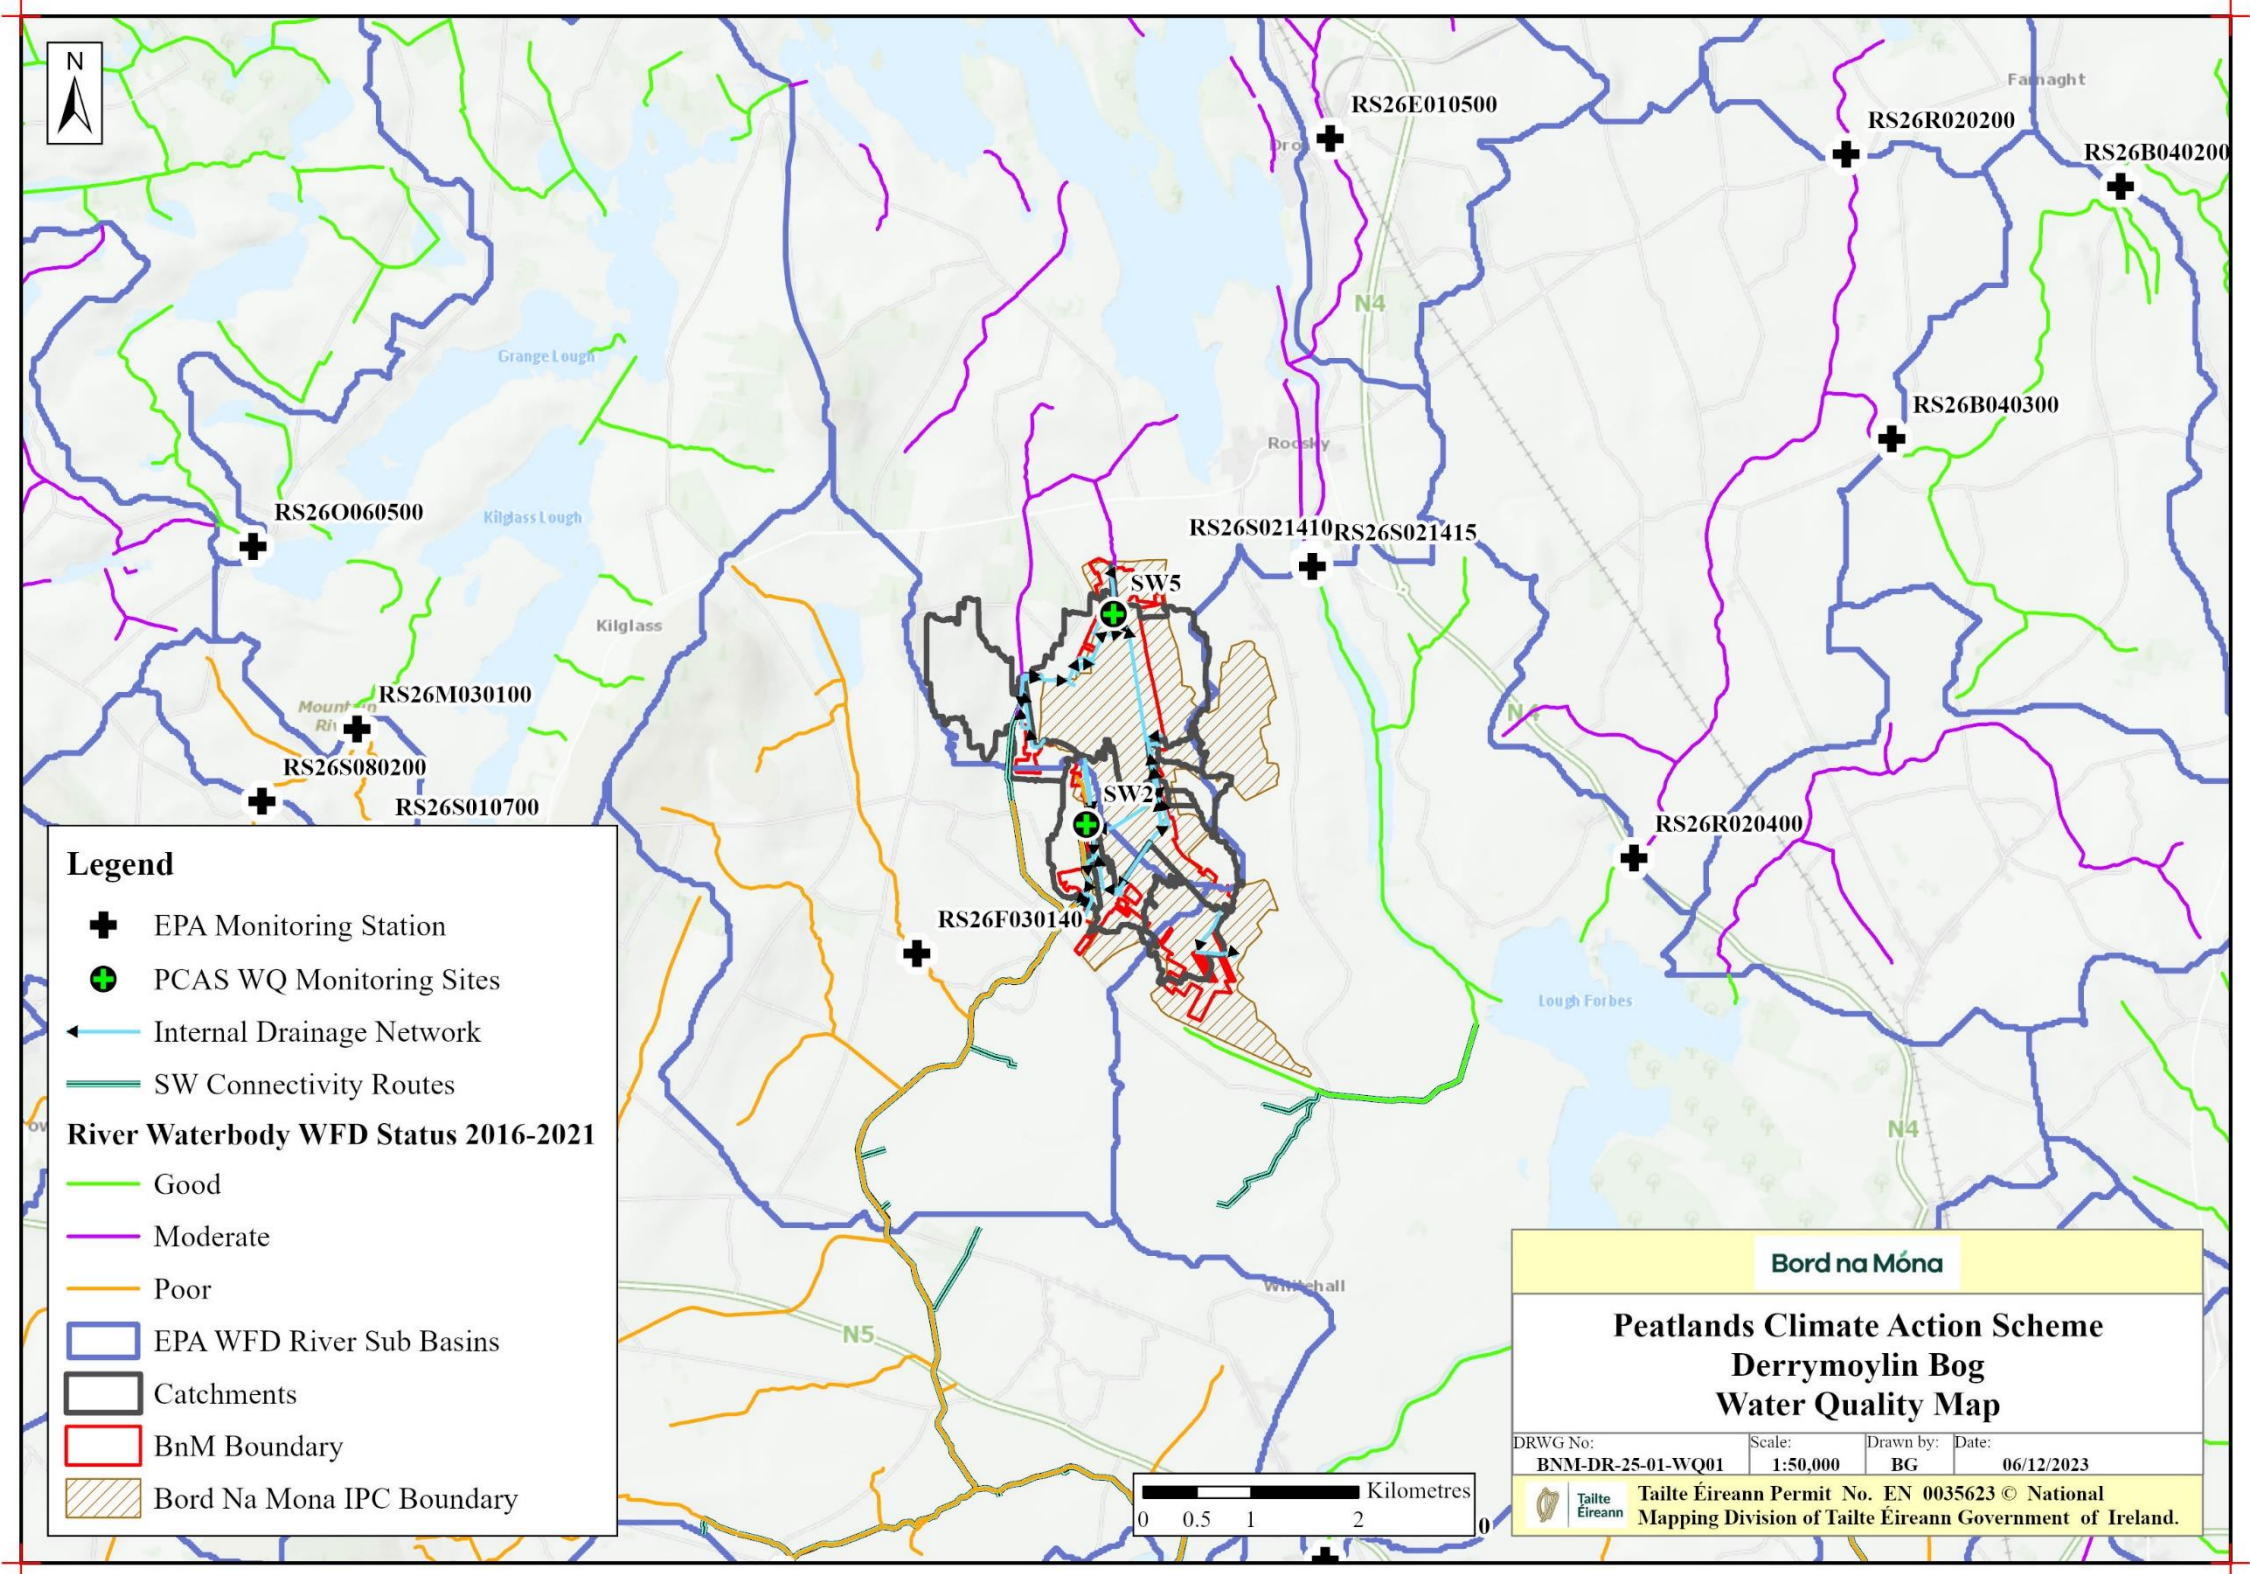 N
RS26E010500
Farnaght
RS26R020200
RS26B040200
N4
Grange Lough
RS26B040300
Roosky
RS26O060500
Kilglass Lough
RS26S021410
RS26S021415
SW5
Kilglass
RS26M030100
N4
RS26S080200
SW2
RS26S010700
RS26R020400
RS26F030140
Lough Forbes
N4
Whitehall
N5
Legend
EPA Monitoring Station
PCAS WQ Monitoring Sites
Internal Drainage Network
SW Connectivity Routes
River Waterbody WFD Status 2016-2021
Good
Moderate
Poor
EPA WFD River Sub Basins
Catchments
BnM Boundary
Bord Na Mona IPC Boundary
Kilometres
0 0.5 1 2
0
Bord na Móna
Peatlands Climate Action Scheme
Derrymoylin Bog
Water Quality Map
DRWG No: Scale: Drawn by: Date:
BNM-DR-25-01-WQ01 1:50,000 BG 06/12/2023
Tailte
Éireann
Tailte Éireann Permit No. EN 0035623 © National
Mapping Division of Tailte Éireann Government of Ireland.